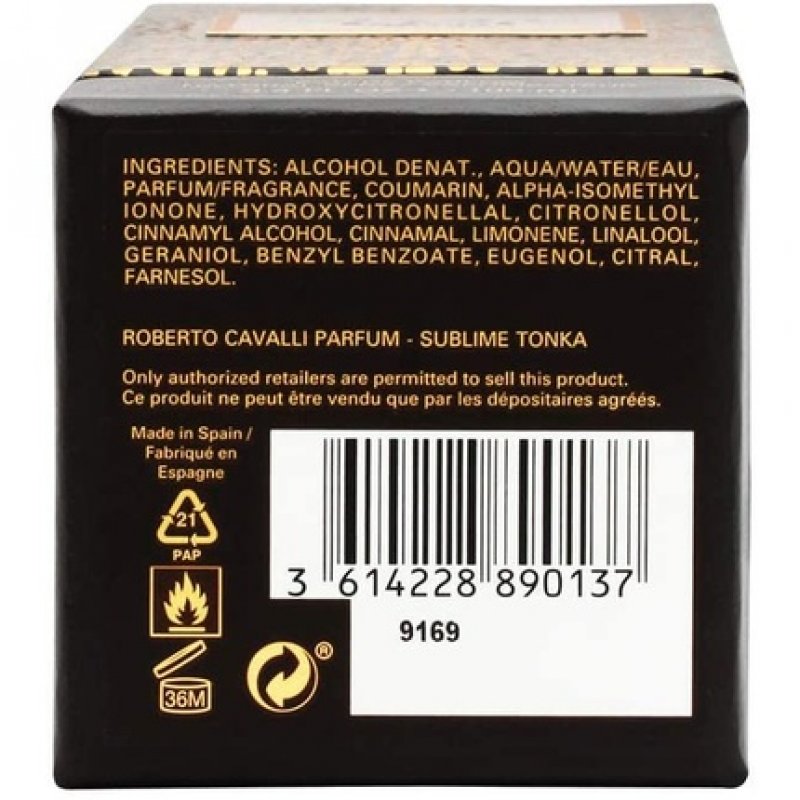 INGREDIENTS: ALCOHOL DENAT., AQUA/WATER/EAU,
PARFUM/FRAGRANCE, COUMARIN, ALPHA-ISOMETHYL
IONONE, HYDROXYCITRONELLAL, CITRONELLOL,
CINNAMYL ALCOHOL, CINNAMAL, LIMONENE, LINALOOL,
GERANIOL, BENZYL BENZOATE, EUGENOL, CITRAL,
FARNESOL.
ROBERTO CAVALLI PARFUM - SUBLIME TONKA
Only authorized retailers are permitted to sell this product.
Ce produit ne peut être vendu que par les dépositaires agréés.
Made in Spain /
Fabriqué en
Espagne
21
PAP
36M
®
3 614228 890137
9169